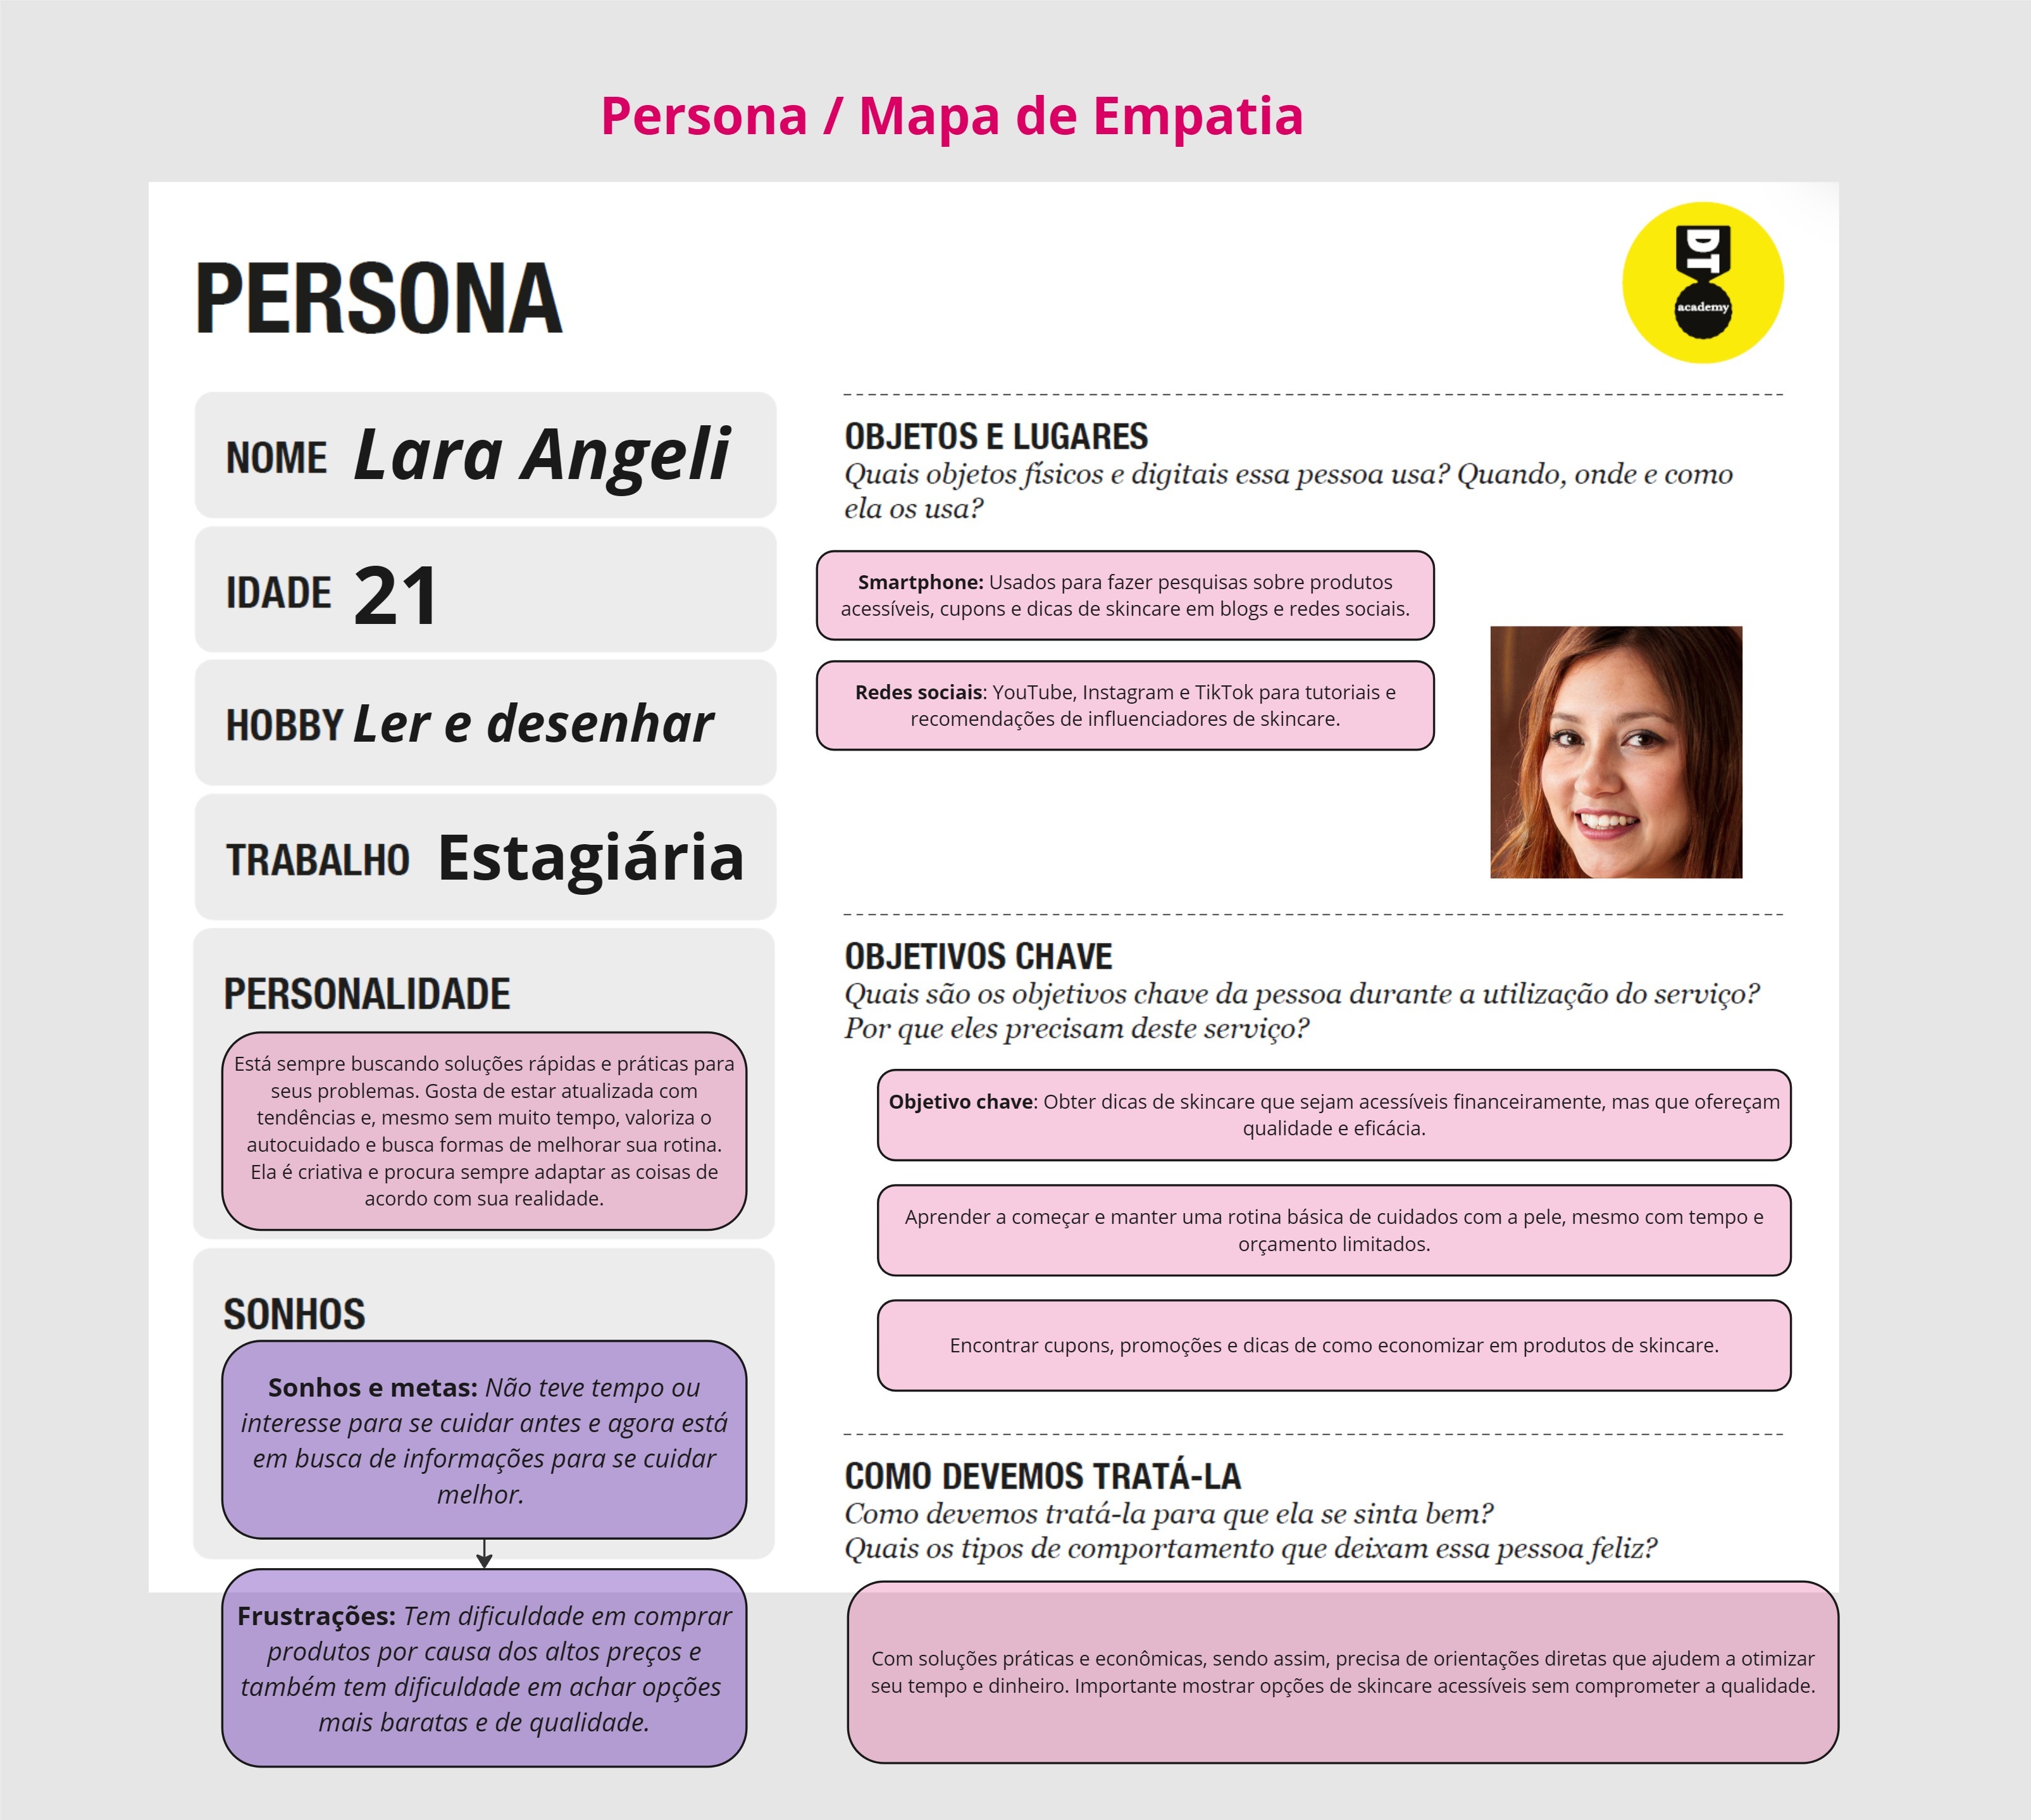 Persona / Mapa de Empatia
PERSONA
DT
academy
NOME Lara Angeli
IDADE 21
HOBBY Ler e desenhar
TRABALHO Estagiária
PERSONALIDADE
Está sempre buscando soluções rápidas e práticas para
seus problemas. Gosta de estar atualizada com
tendências e, mesmo sem muito tempo, valoriza o
autocuidado e busca formas de melhorar sua rotina.
Ela é criativa e procura sempre adaptar as coisas de
acordo com sua realidade.
SONHOS
Sonhos e metas: Não teve tempo ou
interesse para se cuidar antes e agora está
em busca de informações para se cuidar
melhor.
Frustrações: Tem dificuldade em comprar
produtos por causa dos altos preços e
também tem dificuldade em achar opções
mais baratas e de qualidade.
OBJETOS E LUGARES
Quais objetos físicos e digitais essa pessoa usa? Quando, onde e como
ela os usa?
Smartphone: Usados para fazer pesquisas sobre produtos
acessíveis, cupons e dicas de skincare em blogs e redes sociais.
Redes sociais: YouTube, Instagram e TikTok para tutoriais e
recomendações de influenciadores de skincare.
OBJETIVOS CHAVE
Quais são os objetivos chave da pessoa durante a utilização do serviço?
Por que eles precisam deste serviço?
Objetivo chave: Obter dicas de skincare que sejam acessíveis financeiramente, mas que ofereçam
qualidade e eficácia.
Aprender a começar e manter uma rotina básica de cuidados com a pele, mesmo com tempo e
orçamento limitados.
Encontrar cupons, promoções e dicas de como economizar em produtos de skincare.
COMO DEVEMOS TRATÁ-LA
Como devemos tratá-la para que ela se sinta bem?
Quais os tipos de comportamento que deixam essa pessoa feliz?
Com soluções práticas e econômicas, sendo assim, precisa de orientações diretas que ajudem a otimizar
seu tempo e dinheiro. Importante mostrar opções de skincare acessíveis sem comprometer a qualidade.